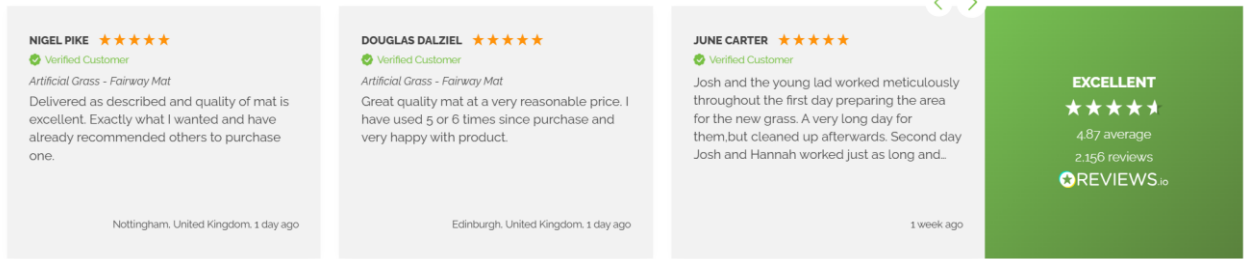 NIGEL PIKE
Verified Customer
Artificial Grass - Fairway Mat
Delivered as described and quality of mat is
excellent. Exactly what I wanted and have
already recommended others to purchase
one.
Nottingham, United Kingdom, 1 day ago
DOUGLAS DALZIEL
Verified Customer
Artificial Grass - Fairway Mat
Great quality mat at a very reasonable price. I
have used 5 or 6 times since purchase and
very happy with product.
Edinburgh, United Kingdom, 1 day ago
JUNE CARTER
Verified Customer
Josh and the young lad worked meticulously
throughout the first day preparing the area
for the new grass. A very long day for
them,but cleaned up afterwards. Second day
Josh and Hannah worked just as long and...
1 week ago
EXCELLENT
4.87 average
2,156 reviews
REVIEWS.io